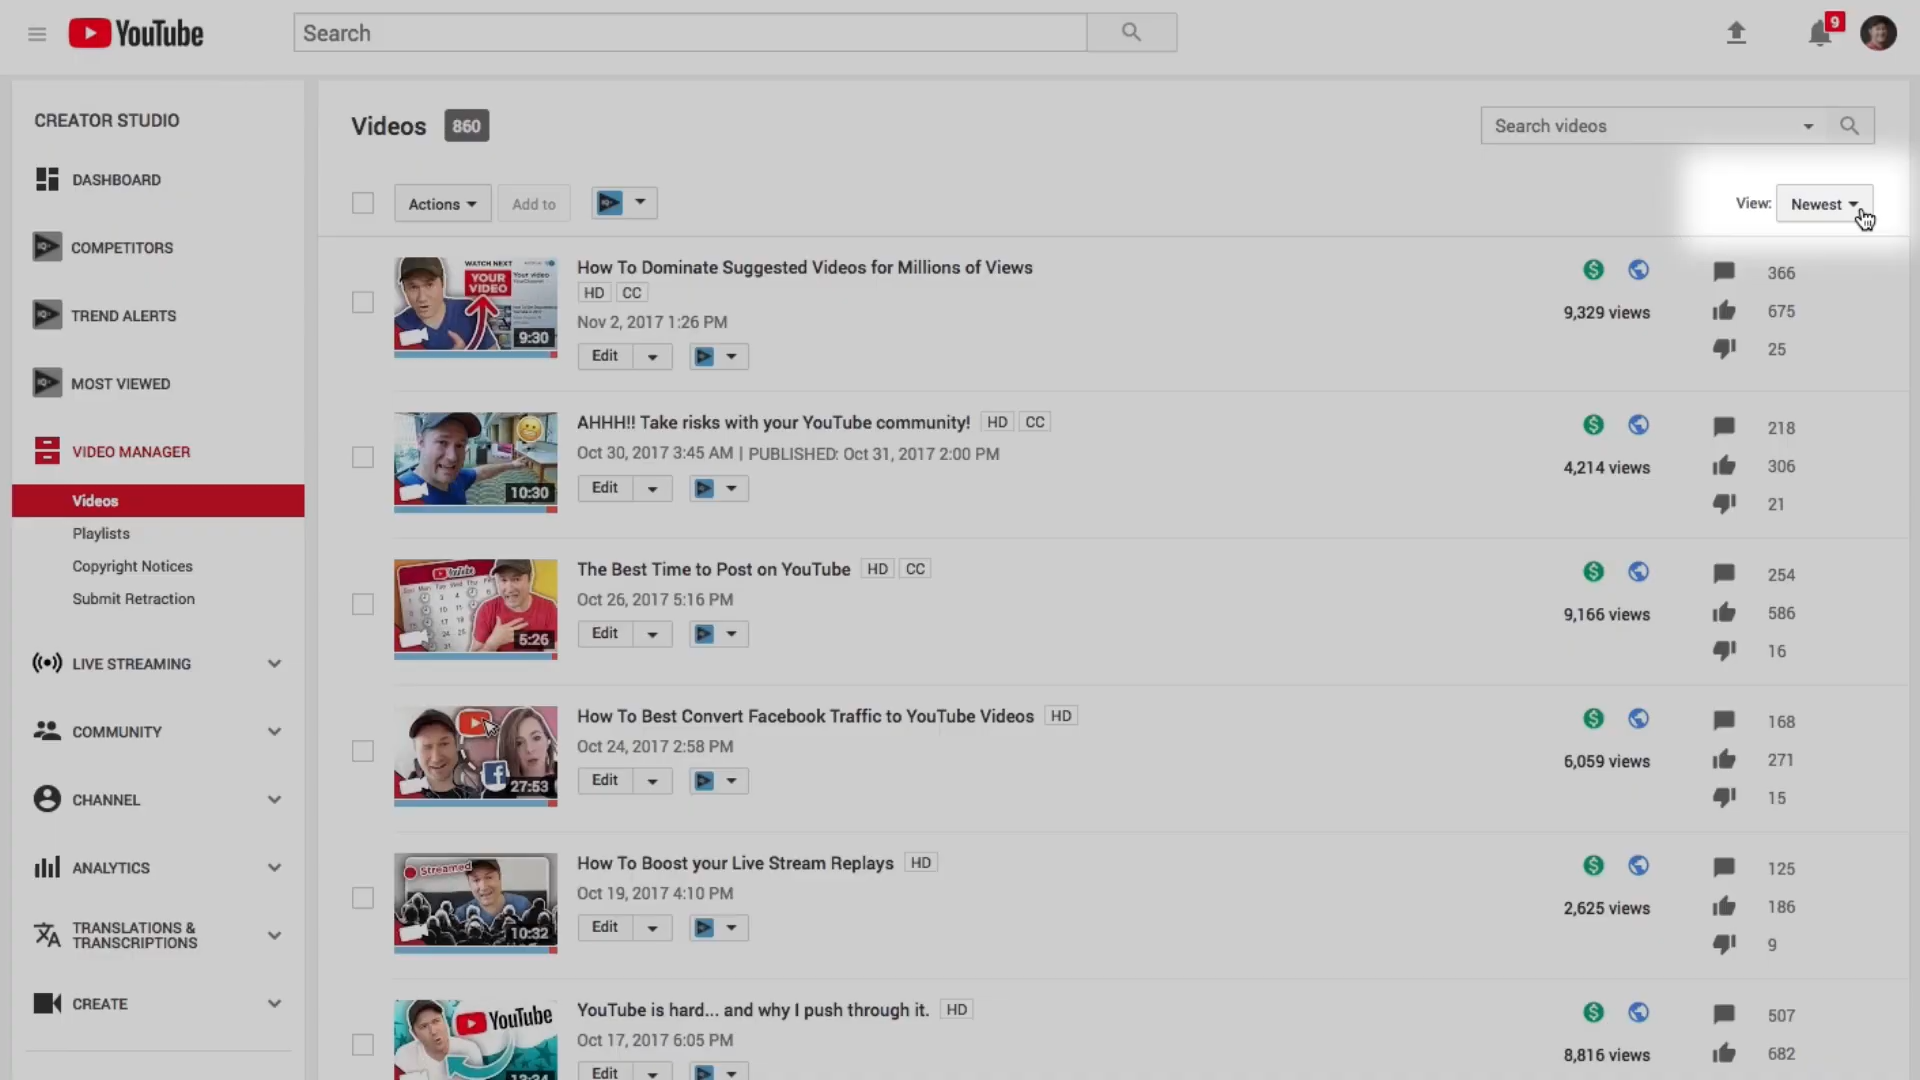 YouTube
Search
9
CREATOR STUDIO
DASHBOARD
COMPETITORS
TREND ALERTS
MOST VIEWED
VIDEO MANAGER
Videos
Playlists
Copyright Notices
Submit Retraction
LIVE STREAMING
COMMUNITY
CHANNEL
ANALYTICS
TRANSLATIONS &
TRANSCRIPTIONS
CREATE
Videos 860
Search videos
Actions
Add to
View: Newest
WATCH NEXT
YOUR
VIDEO
Your video
9:30
How To Dominate Suggested Videos for Millions of Views
HD CC
Nov 2, 2017 1:26 PM
Edit
9,329 views
366
675
25
10:30
AHHH!! Take risks with your YouTube community! HD CC
Oct 30, 2017 3:45 AM | PUBLISHED: Oct 31, 2017 2:00 PM
Edit
4,214 views
218
306
21
YouTube
5:26
The Best Time to Post on YouTube HD CC
Oct 26, 2017 5:16 PM
Edit
9,166 views
254
586
16
27:53
How To Best Convert Facebook Traffic to YouTube Videos HD
Oct 24, 2017 2:58 PM
Edit
6,059 views
168
271
15
Streamed
10:32
How To Boost your Live Stream Replays HD
Oct 19, 2017 4:10 PM
Edit
2,625 views
125
186
9
YouTube
YouTube is hard... and why I push through it. HD
Oct 17, 2017 6:05 PM
Edit
8,816 views
507
682